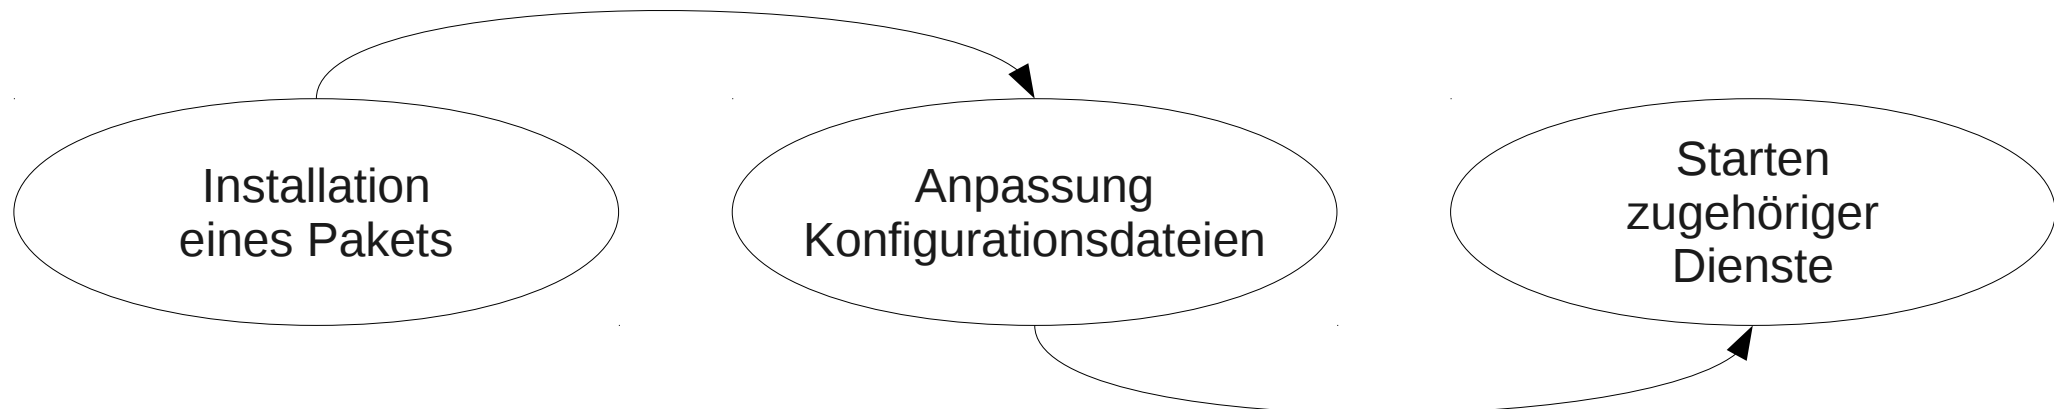 Installation
eines Pakets
Anpassung
Konfigurationsdateien
Starten
zugehöriger
Dienste